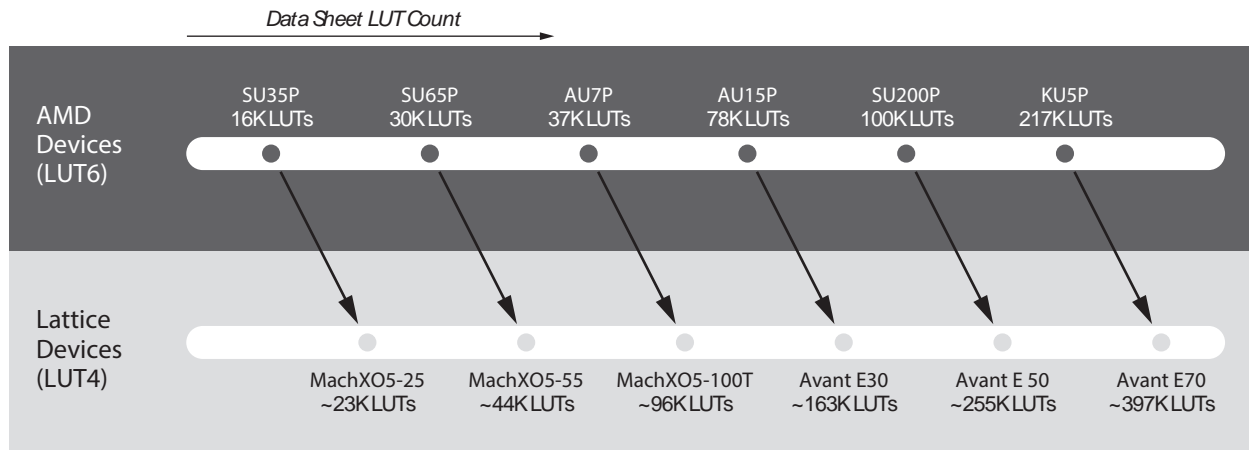 Data Sheet LUT Count
AMD
Devices
(LUT6)
SU35P
16K LUTs
SU65P
30K LUTs
AU7P
37K LUTs
AU15P
78K LUTs
SU200P
100K LUTs
KU5P
217K LUTs
Lattice
Devices
(LUT4)
MachXO5-25
~23K LUTs
MachXO5-55
~44K LUTs
MachXO5-100T
~96K LUTs
Avant E30
~163K LUTs
Avant E 50
~255K LUTs
Avant E70
~397K LUTs